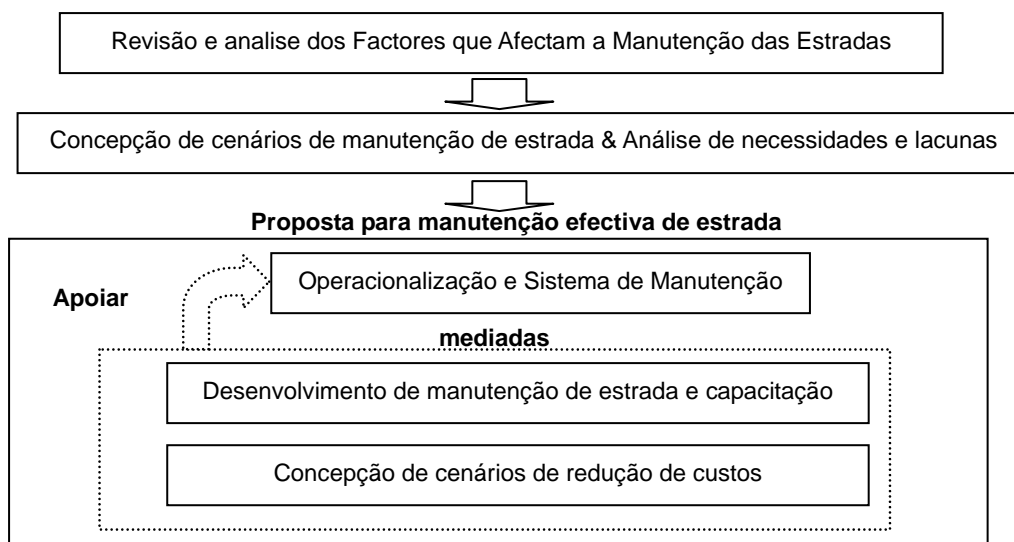 Revisão e analise dos Factores que Afectam a Manutenção das Estradas
Concepção de cenários de manutenção de estrada & Análise de necessidades e lacunas
Proposta para manutenção efectiva de estrada
Operacionalização e Sistema de Manutenção
Apoiar
mediadas
Desenvolvimento de manutenção de estrada e capacitação
Concepção de cenários de redução de custos